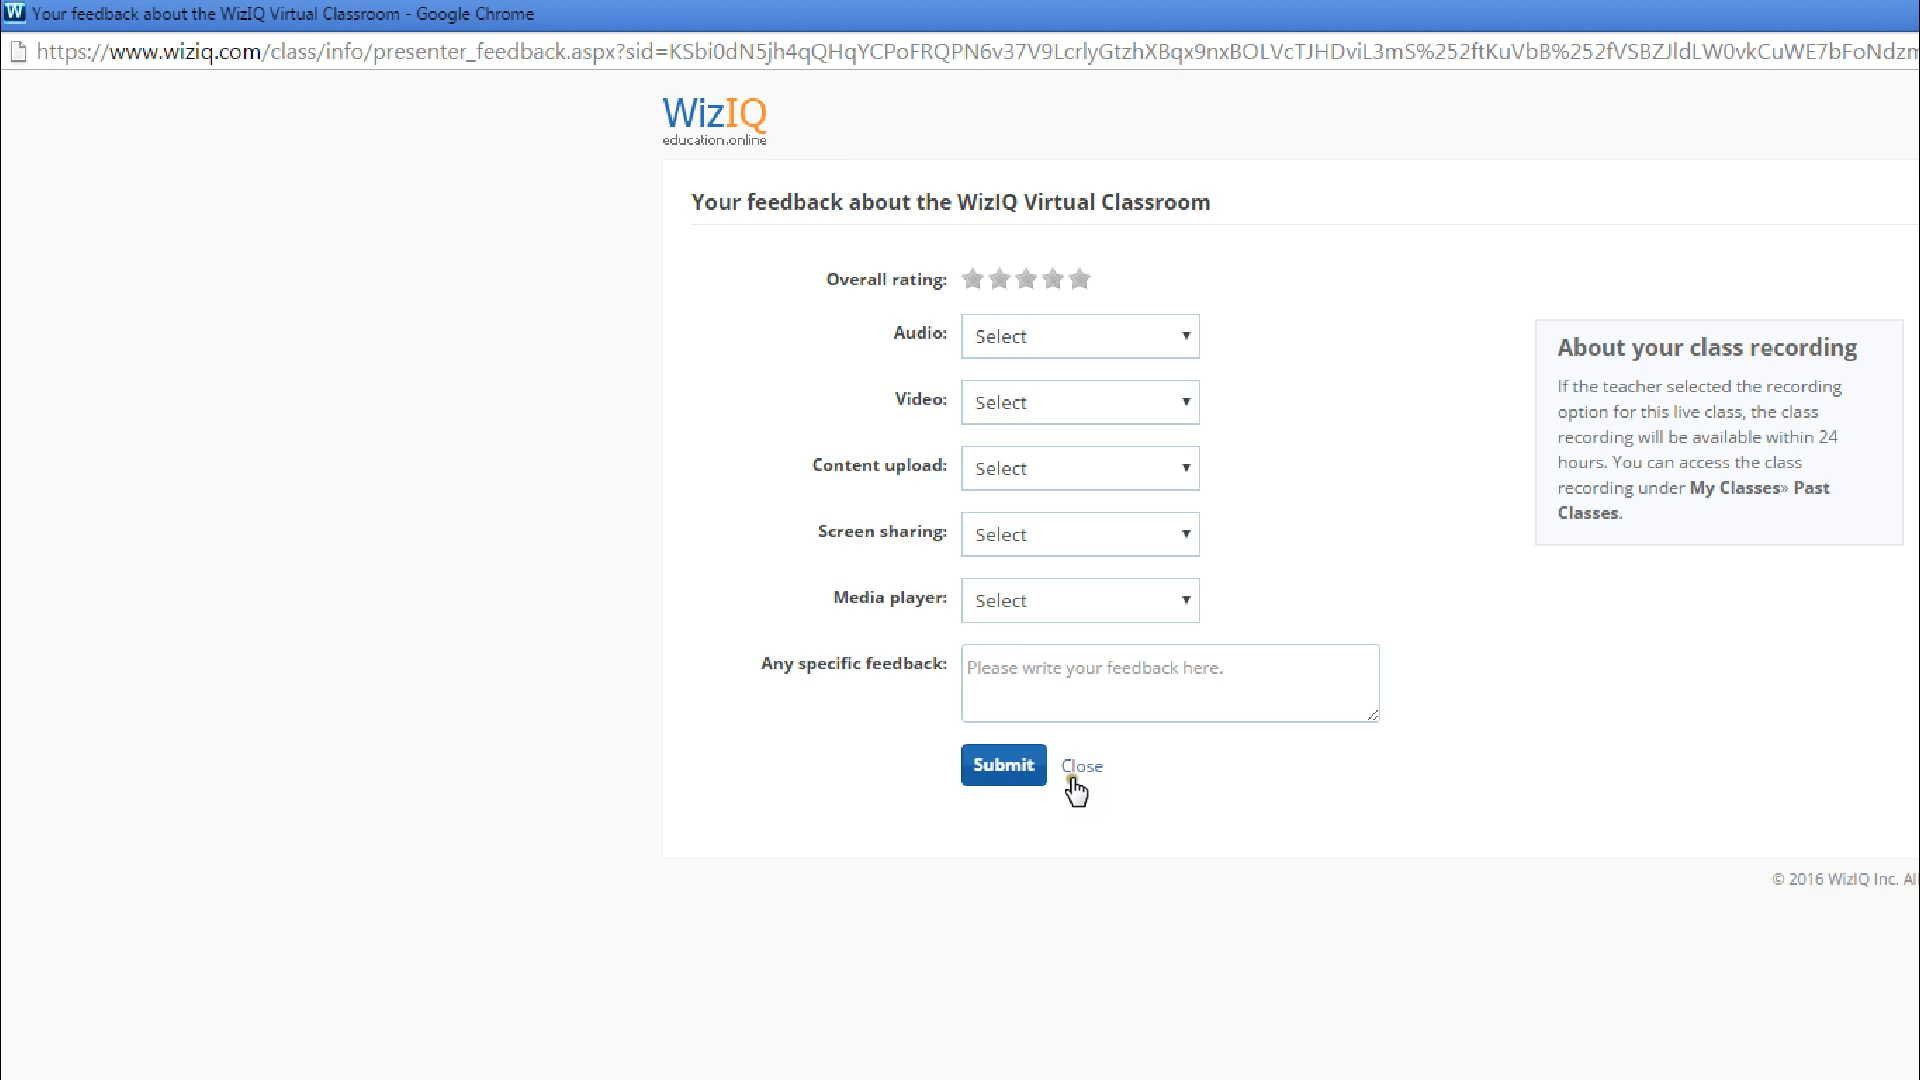 W Your feedback about the WizIQ Virtual Classroom - Google Chrome
https://www.wiziq.com/class/info/presenter_feedback.aspx?sid=KSbi0dN5jh4qQHqYCPoFRQPN6v37V9LcrlyGtzhXBqx9nxBOLVcTJHDviL3mS%252ftKuVbB%252fVSBZJldLW0vkCuWE7bFoNdzm
WizIQ
education.online
Your feedback about the WizIQ Virtual Classroom
Overall rating:
Audio: Select
Video: Select
Content upload: Select
Screen sharing: Select
Media player: Select
Any specific feedback: Please write your feedback here.
Submit Close
About your class recording
If the teacher selected the recording
option for this live class, the class
recording will be available within 24
hours. You can access the class
recording under My Classes» Past
Classes.
© 2016 WizIQ Inc. Al